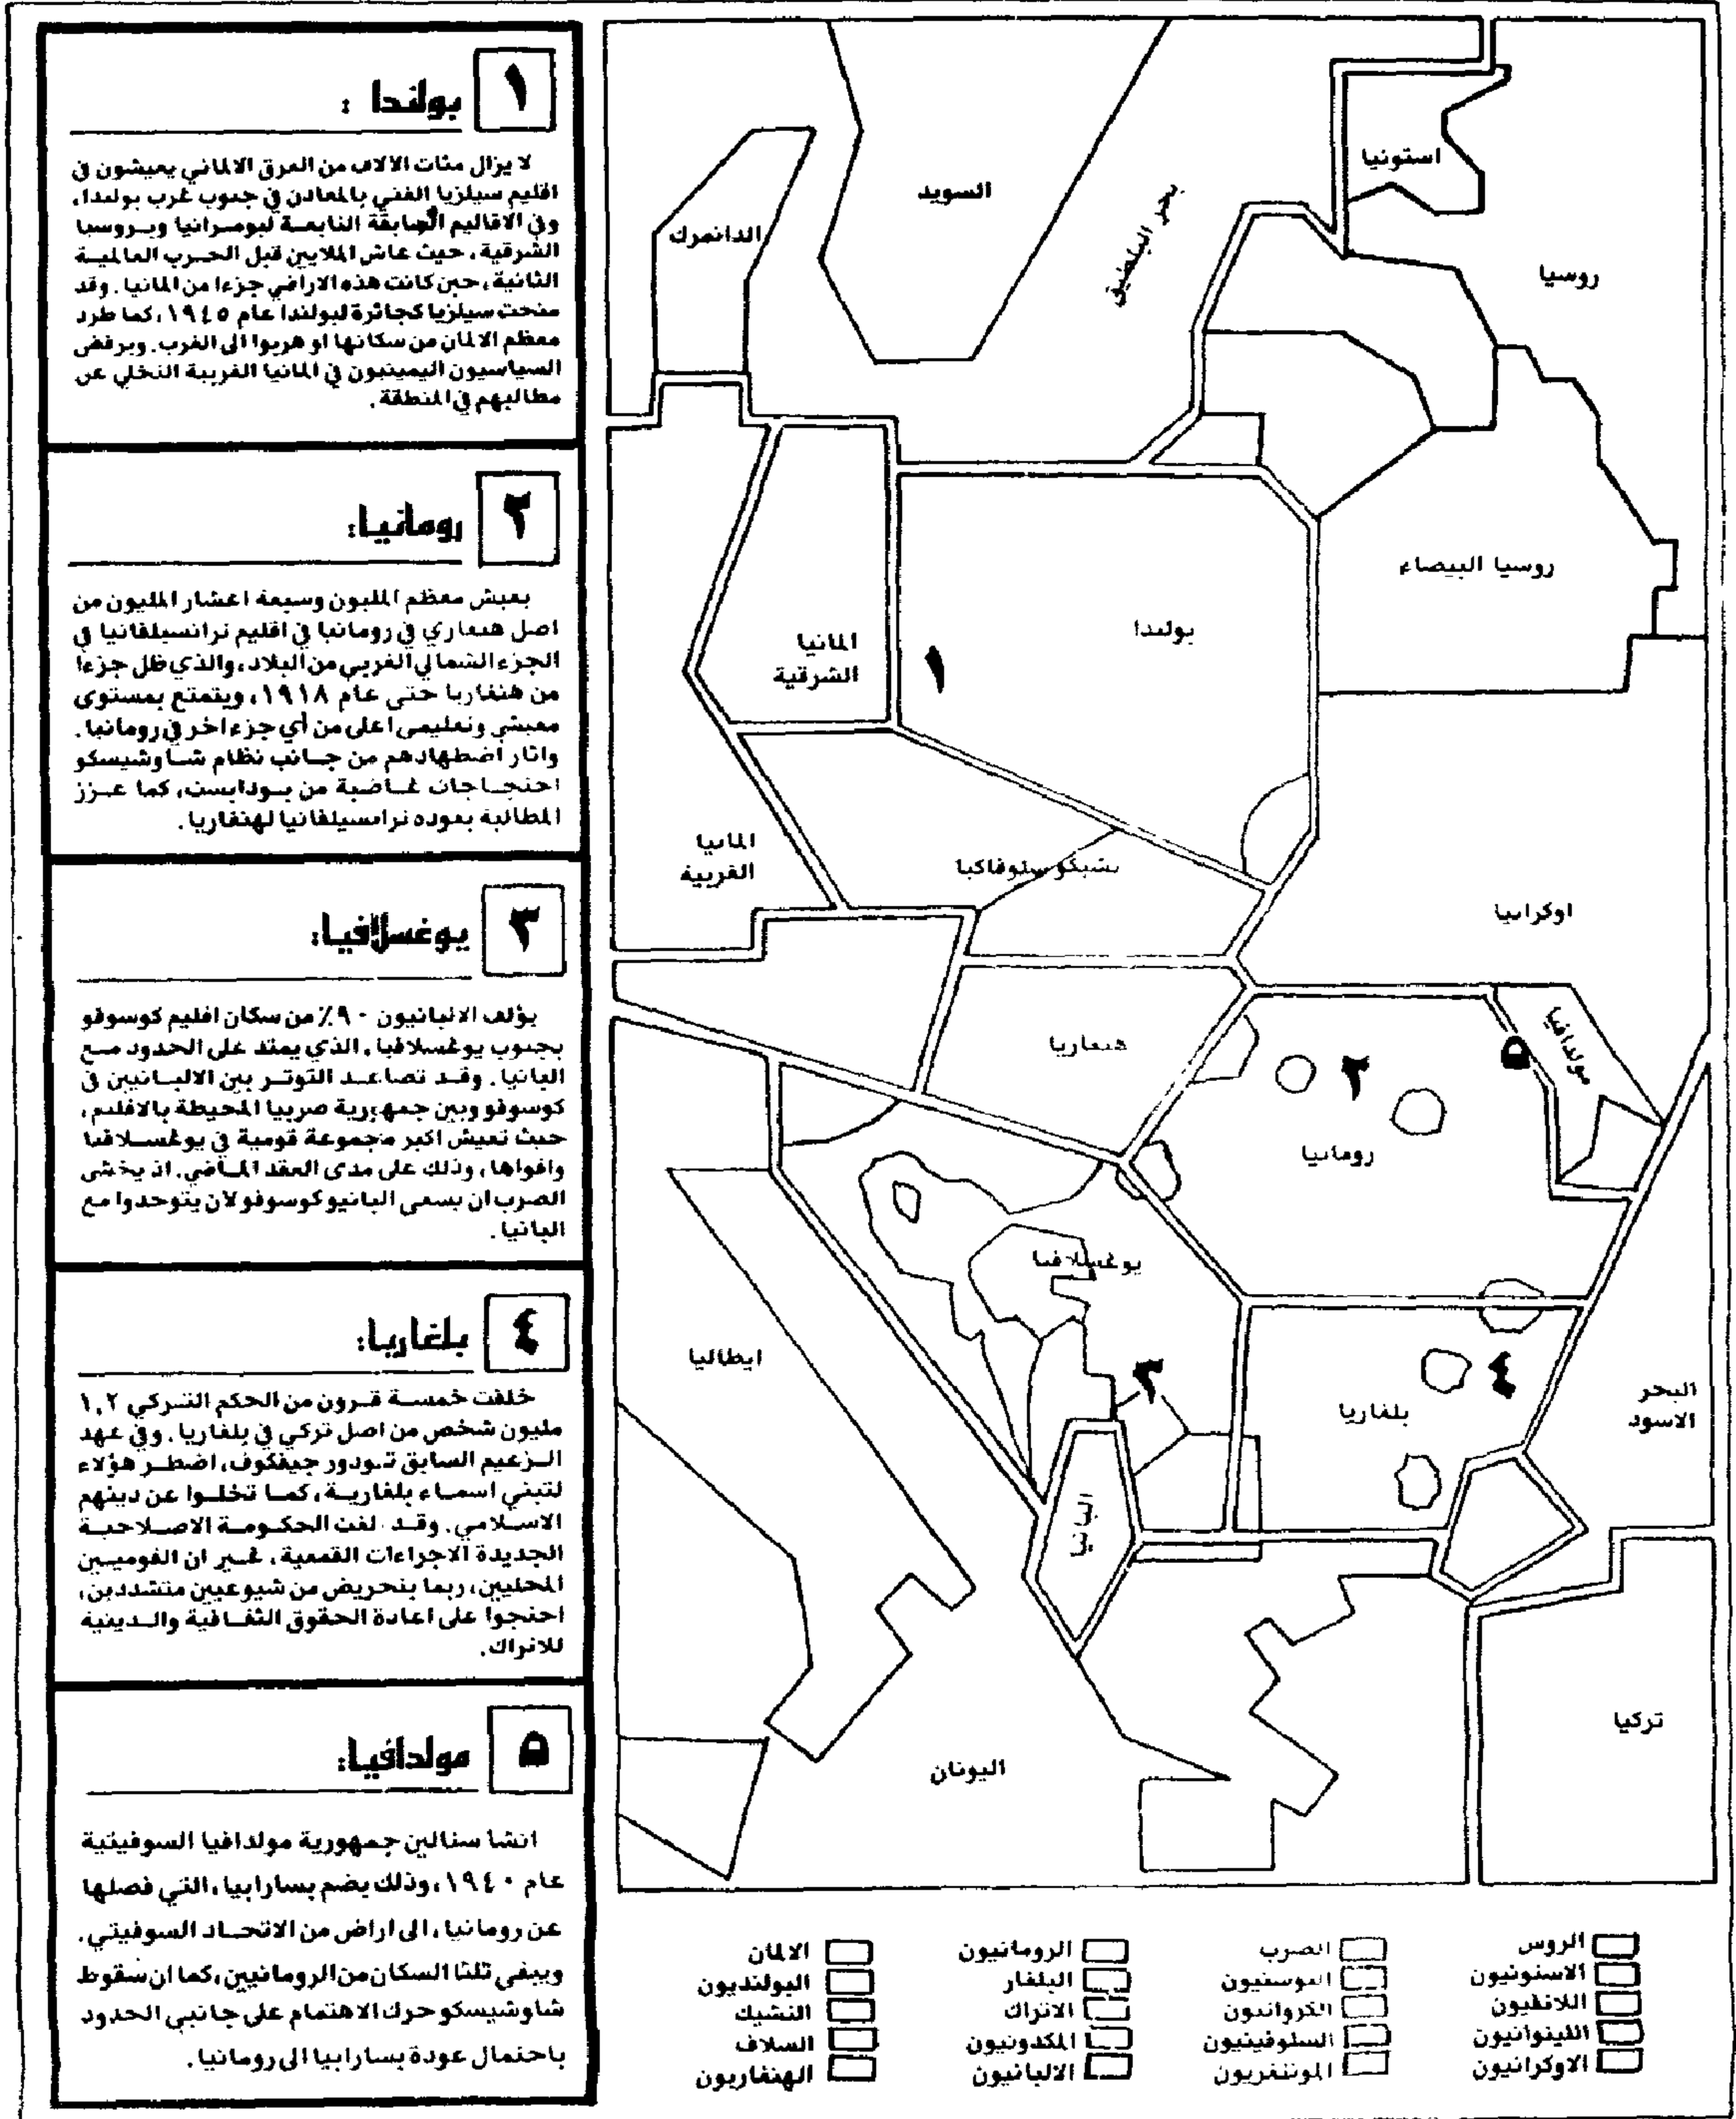 ١
بولندا :
لا يزال مئات الالاف من العرق الالماني يعيشون في
اقليم سيلزيا الغني بالمعادن في جنوب غرب بولندا،
وفي الاقاليم السابقة التابعة لبومرانيا وبروسيا
الشرقية، حيث عاش الملايين قبل الحرب العالمية
الثانية، حين كانت هذه الاراضي جزءا من المانيا. وقد
منحت سيلزيا كجائزة لبولندا عام ١٩٤٥، كما طرد
معظم الالمان من سكانها او هربوا الى الغرب. ويرفض
السياسيون اليمينيون في المانيا الغربية التخلي عن
مطالبهم في المنطقة.
٢
رومانيا:
يعيش معظم المليون وسبعة اعشار المليون من
اصل هنغاري في رومانيا في اقليم ترانسيلفانيا في
الجزء الشمالي الغربي من البلاد، والذي ظل جزءا
من هنغاريا حتى عام ١٩١٨، ويتمتع بمستوى
معيشي وتعليمي اعلى من أي جزء اخر في رومانيا.
واثار اضطهادهم من جانب نظام شاوشيسكو
احتجاجات غاضبة من بودابست، كما عزز
المطالبة بعودة ترانسيلفانيا لهنغاريا.
٣
يوغسلافيا:
يؤلف الالبانيون ٩٠٪ من سكان اقليم كوسوفو
بجنوب يوغسلافيا، الذي يمتد على الحدود مع
البانيا. وقد تصاعد التوتر بين الالبانيين في
كوسوفو وبين جمهورية صربيا المحيطة بالاقليم،
حيث تعيش اكبر مجموعة قومية في يوغسلافيا
واقواها، وذلك على مدى العقد الماضي. اذ يخشى
الصرب ان يسعى البانيو كوسوفو لان يتوحدوا مع
البانيا.
٤
بلغاريا:
خلفت خمسة قرون من الحكم التركي ١,٢
مليون شخص من اصل تركي في بلغاريا. وفي عهد
الزعيم السابق تودور جيفكوف، اضطر هؤلاء
لتبني اسماء بلغارية، كما تخلوا عن دينهم
الاسلامي. وقد لغت الحكومة الاصلاحية
الجديدة الاجراءات القمعية، غير ان القوميين
المحليين، ربما بتحريض من شيوعيين متشددين،
احتجوا على اعادة الحقوق الثقافية والدينية
للاتراك.
٥
مولدافيا:
انشا ستالين جمهورية مولدافيا السوفيتية
عام ١٩٤٠، وذلك بضم بسارابيا، التي فصلها
عن رومانيا، الى اراض من الاتحاد السوفيتي.
ويبقى ثلثا السكان من الرومانيين، كما ان سقوط
شاوشيسكو حرك الاهتمام على جانبي الحدود
باحتمال عودة بسارابيا الى رومانيا.
استونيا
السويد
بحر البلطيق
الدانمرك
روسيا
روسيا البيضاء
بولندا
١
المانيا
الشرقية
المانيا
الغربية
تشيكوسلوفاكيا
اوكرانيا
مولدافيا
٥
هنغاريا
٢
رومانيا
يوغسلافيا
ايطاليا
٣
٤
بلغاريا
البحر
الاسود
البانيا
تركيا
اليونان
الروس
الاستونيون
اللاتفيون
الليتوانيون
الاوكرانيون
الصرب
البوسنيون
الكرواتيون
السلوفينيون
المونتنغريون
الرومانيون
البلغار
الاتراك
المكدونيون
الالبانيون
الالمان
البولنديون
التشيك
السلاف
الهنغاريون